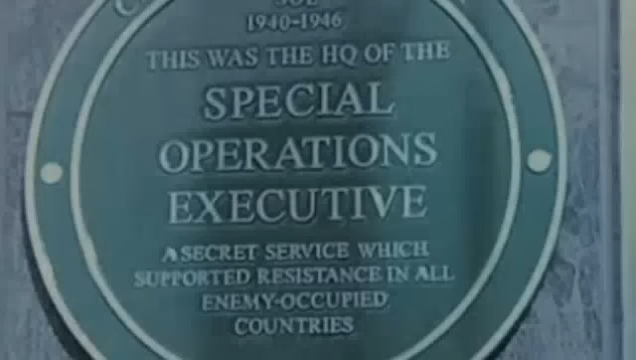 SOE
1940-1946
THIS WAS THE HQ OF THE
SPECIAL
OPERATIONS
EXECUTIVE
A SECRET SERVICE WHICH
SUPPORTED RESISTANCE IN ALL
ENEMY-OCCUPIED
COUNTRIES